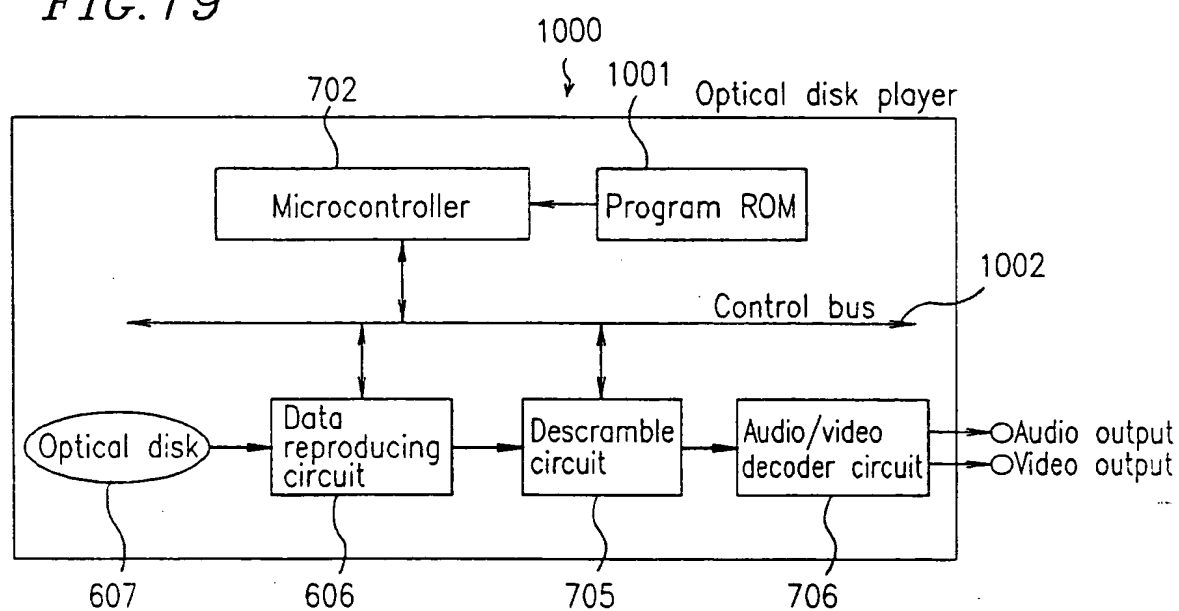 FIG. 19
1000
702
1001
Optical disk player
Microcontroller
Program ROM
1002
Control bus
Optical disk
Data
reproducing
circuit
Descramble
circuit
Audio/video
decoder circuit
Audio output
Video output
607
606
705
706